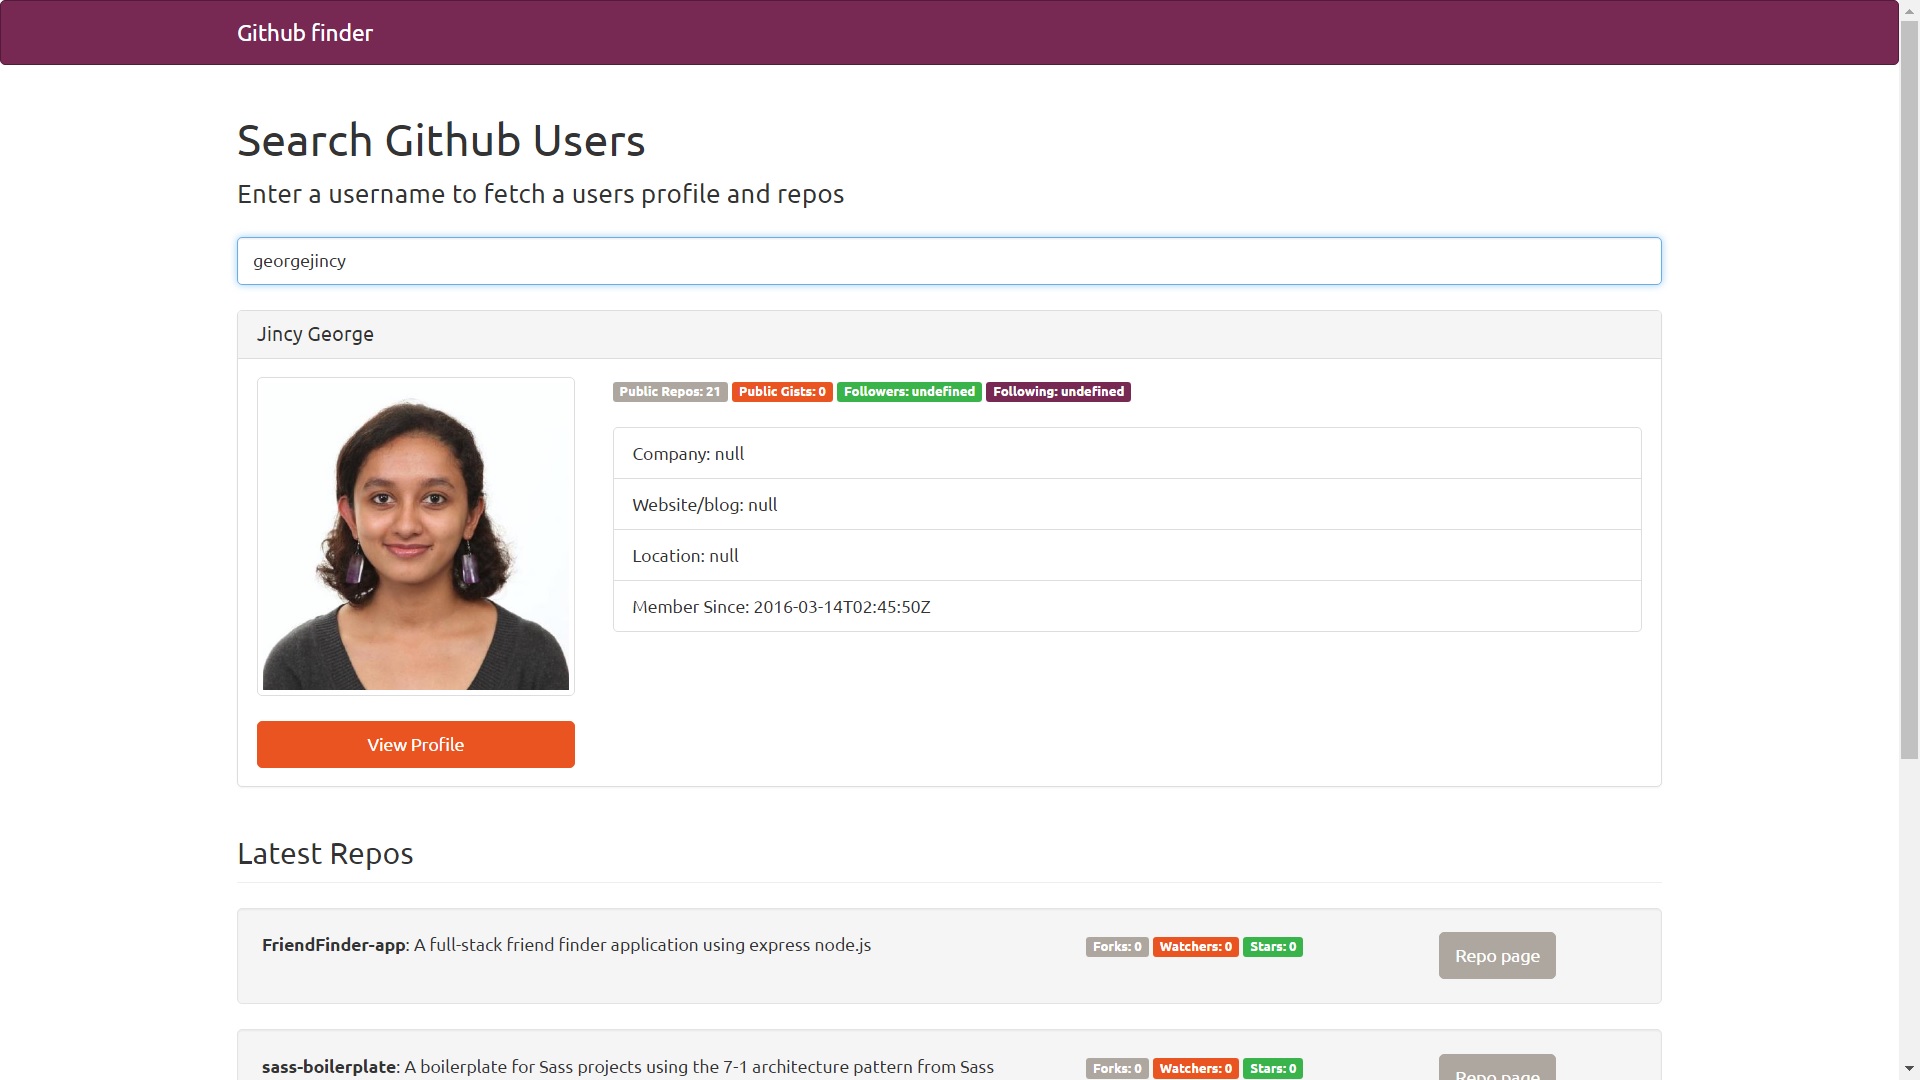 Github finder
Search Github Users
Enter a username to fetch a users profile and repos
georgejincy
Jincy George
Public Repos: 21 Public Gists: 0 Followers: undefined Following: undefined
Company: null
Website/blog: null
Location: null
Member Since: 2016-03-14T02:45:50Z
View Profile
Latest Repos
FriendFinder-app: A full-stack friend finder application using express node.js Forks: 0 Watchers: 0 Stars: 0 Repo page
sass-boilerplate: A boilerplate for Sass projects using the 7-1 architecture pattern from Sass Forks: 0 Watchers: 0 Stars: 0 Repo page